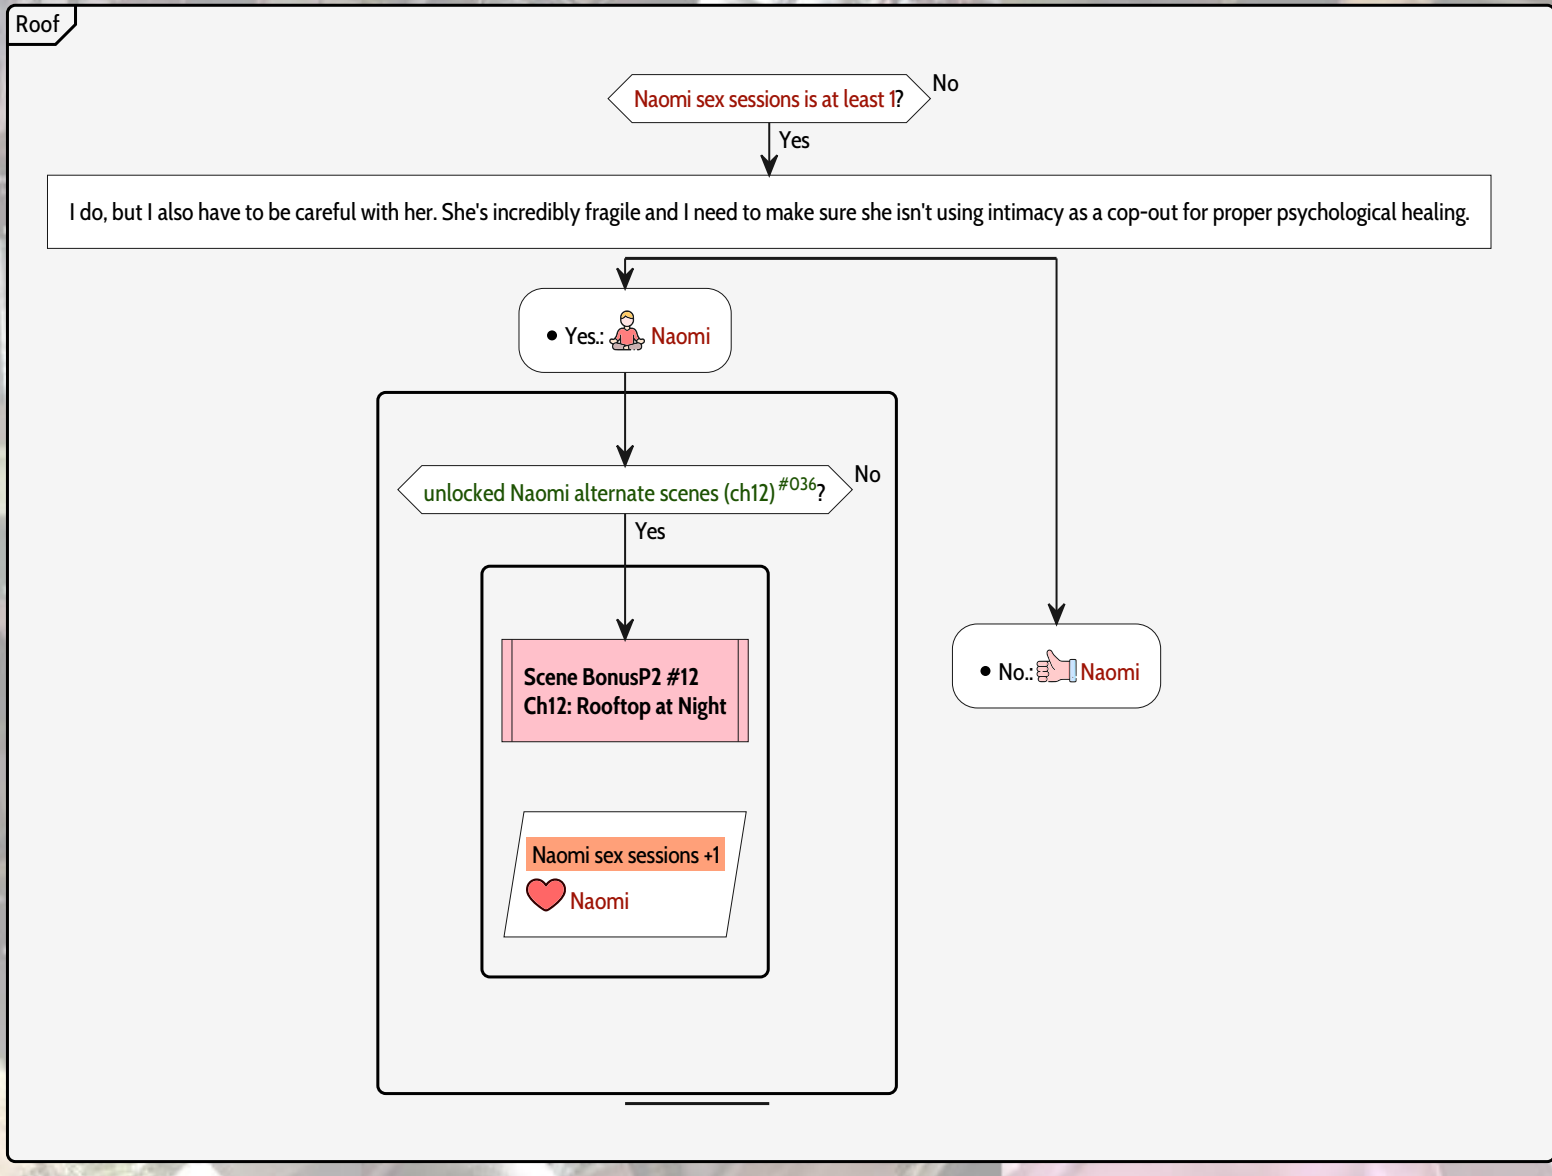 Roof
Naomi sex sessions is at least 1?
No
Yes
I do, but I also have to be careful with her. She's incredibly fragile and I need to make sure she isn't using intimacy as a cop-out for proper psychological healing.
• Yes.: Naomi
unlocked Naomi alternate scenes (ch12) #036?
No
Yes
Scene BonusP2 #12
Ch12: Rooftop at Night
• No.: Naomi
Naomi sex sessions +1
Naomi